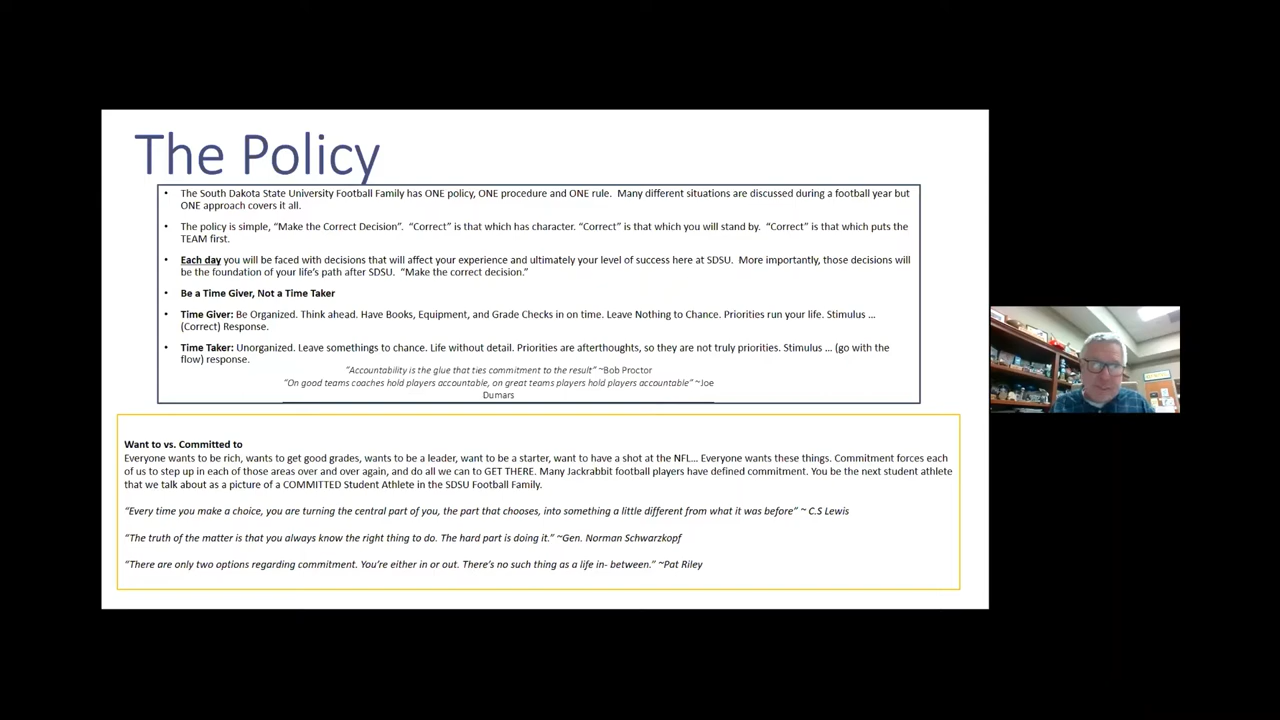 The Policy
• The South Dakota State University Football Family has ONE policy, ONE procedure and ONE rule.  Many different situations are discussed during a football year but
ONE approach covers it all.
• The policy is simple, “Make the Correct Decision”.  “Correct” is that which has character. “Correct” is that which you will stand by.  “Correct” is that which puts the
TEAM first.
• Each day you will be faced with decisions that will affect your experience and ultimately your level of success here at SDSU.  More importantly, those decisions will
be the foundation of your life’s path after SDSU.  “Make the correct decision.”
• Be a Time Giver, Not a Time Taker
• Time Giver: Be Organized. Think ahead. Have Books, Equipment, and Grade Checks in on time. Leave Nothing to Chance. Priorities run your life. Stimulus …
(Correct) Response.
• Time Taker: Unorganized. Leave somethings to chance. Life without detail. Priorities are afterthoughts, so they are not truly priorities. Stimulus … (go with the
flow) response.
“Accountability is the glue that ties commitment to the result” ~Bob Proctor
“On good teams coaches hold players accountable, on great teams players hold players accountable” ~Joe
Dumars
Want to vs. Committed to
Everyone wants to be rich, wants to get good grades, wants to be a leader, want to be a starter, want to have a shot at the NFL… Everyone wants these things. Commitment forces each
of us to step up in each of those areas over and over again, and do all we can to GET THERE. Many Jackrabbit football players have defined commitment. You be the next student athlete
that we talk about as a picture of a COMMITTED Student Athlete in the SDSU Football Family.
“Every time you make a choice, you are turning the central part of you, the part that chooses, into something a little different from what it was before” ~ C.S Lewis
“The truth of the matter is that you always know the right thing to do. The hard part is doing it.” ~Gen. Norman Schwarzkopf
“There are only two options regarding commitment. You’re either in or out. There’s no such thing as a life in- between.” ~Pat Riley